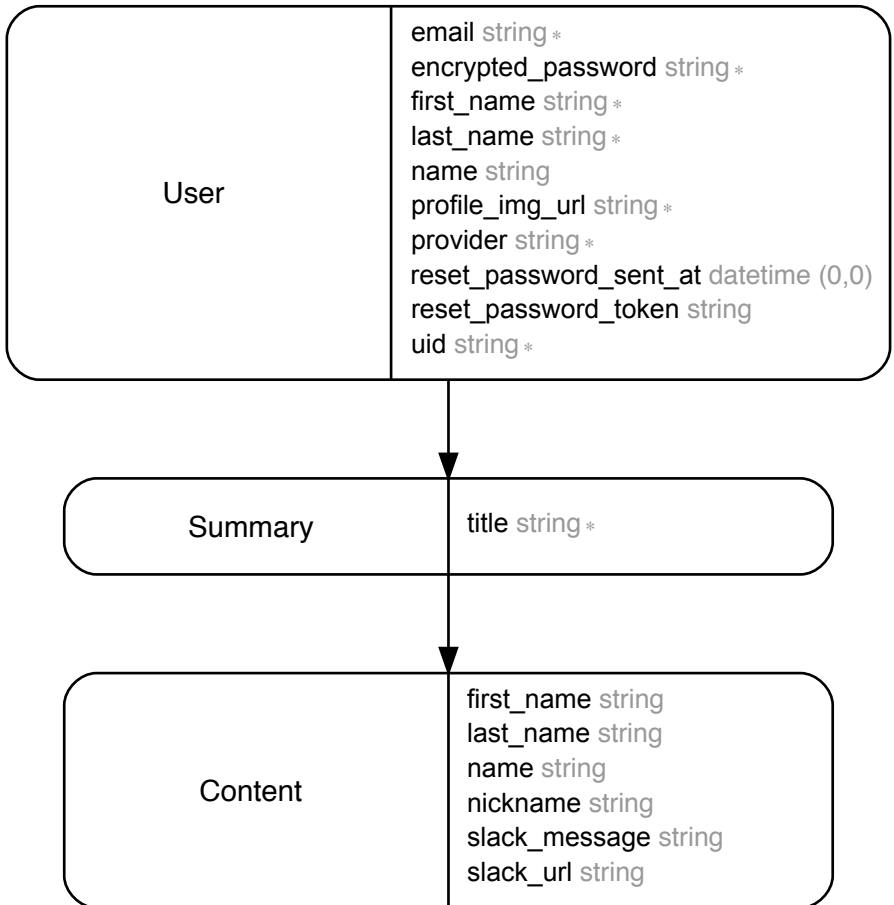 User
email string *
encrypted_password string *
first_name string *
last_name string *
name string
profile_img_url string *
provider string *
reset_password_sent_at datetime (0,0)
reset_password_token string
uid string *
Summary
title string *
Content
first_name string
last_name string
name string
nickname string
slack_message string
slack_url string